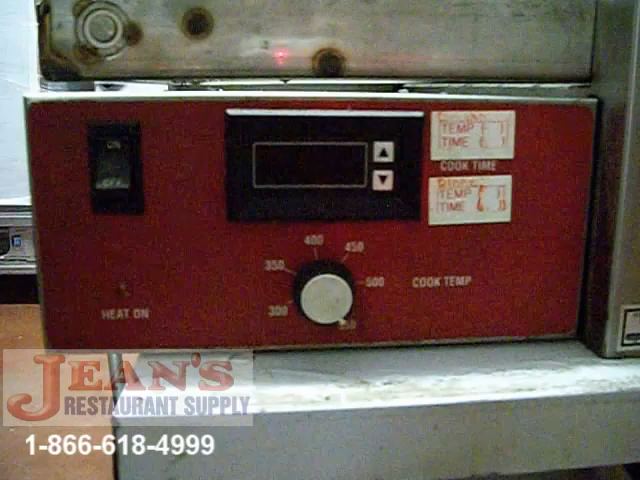 ON
OFF
TEMP
TIME
COOK TIME
TEMP
TIME
400
350
450
500
300
COOK TEMP
HEAT ON
JEAN'S
RESTAURANT SUPPLY
1-866-618-4999